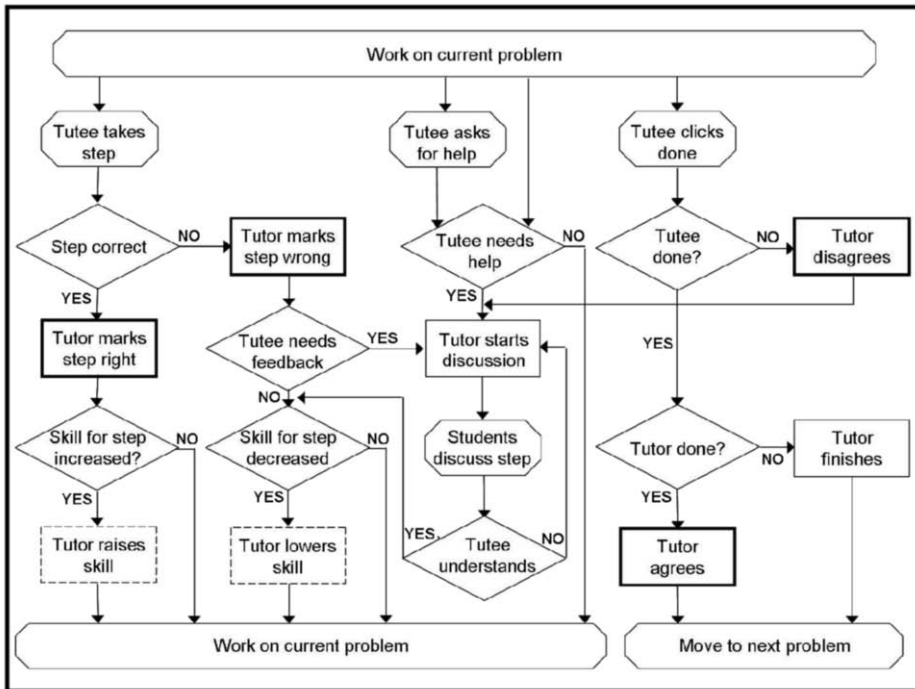 Work on current problem
Tutee takes
step
Tutee asks
for help
Tutee clicks
done
Step correct
NO
Tutor marks
step wrong
Tutee needs
help
NO
Tutee
done?
NO
Tutor
disagrees
YES
YES
YES
Tutor marks
step right
Tutee needs
feedback
YES
Tutor starts
discussion
NO
Skill for step
increased?
NO
Skill for step
decreased
NO
Students
discuss step
Tutor done?
NO
Tutor
finishes
YES
YES
YES
Tutor raises
skill
Tutor lowers
skill
YES.
Tutee
understands
NO
YES
Tutor
agrees
Work on current problem
Move to next problem